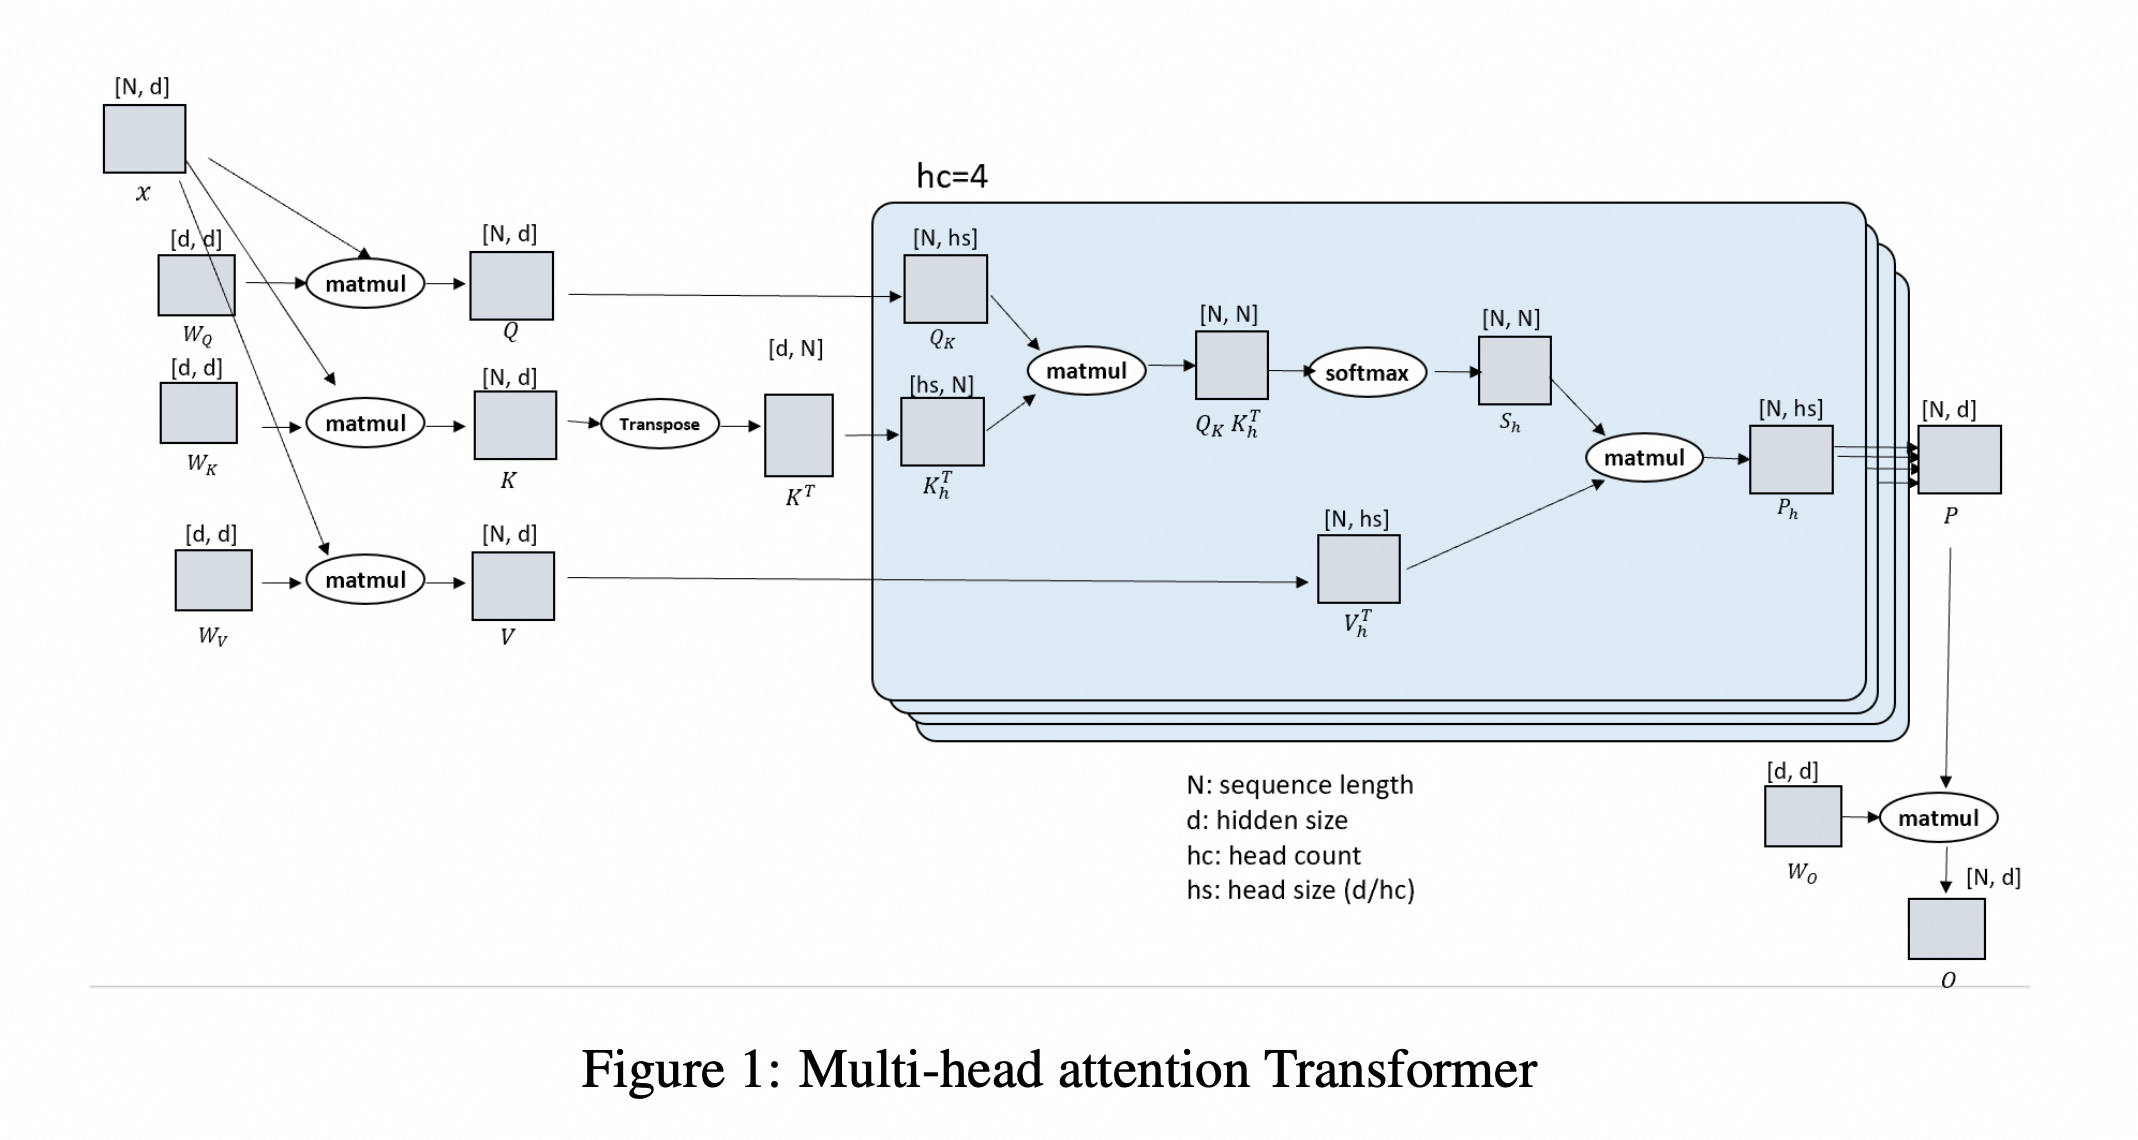 [N, d]
x
hc=4
[d, d]
W_Q
matmul
[N, d]
Q
[d, d]
W_K
matmul
[N, d]
K
Transpose
[d, N]
K^T
[d, d]
W_V
matmul
[N, d]
V
[N, hs]
Q_K
[hs, N]
K_h^T
matmul
[N, N]
Q_K K_h^T
softmax
[N, N]
S_h
[N, hs]
V_h^T
matmul
[N, hs]
P_h
[N, d]
P
N: sequence length
d: hidden size
hc: head count
hs: head size (d/hc)
[d, d]
W_O
matmul
[N, d]
O
Figure 1: Multi-head attention Transformer